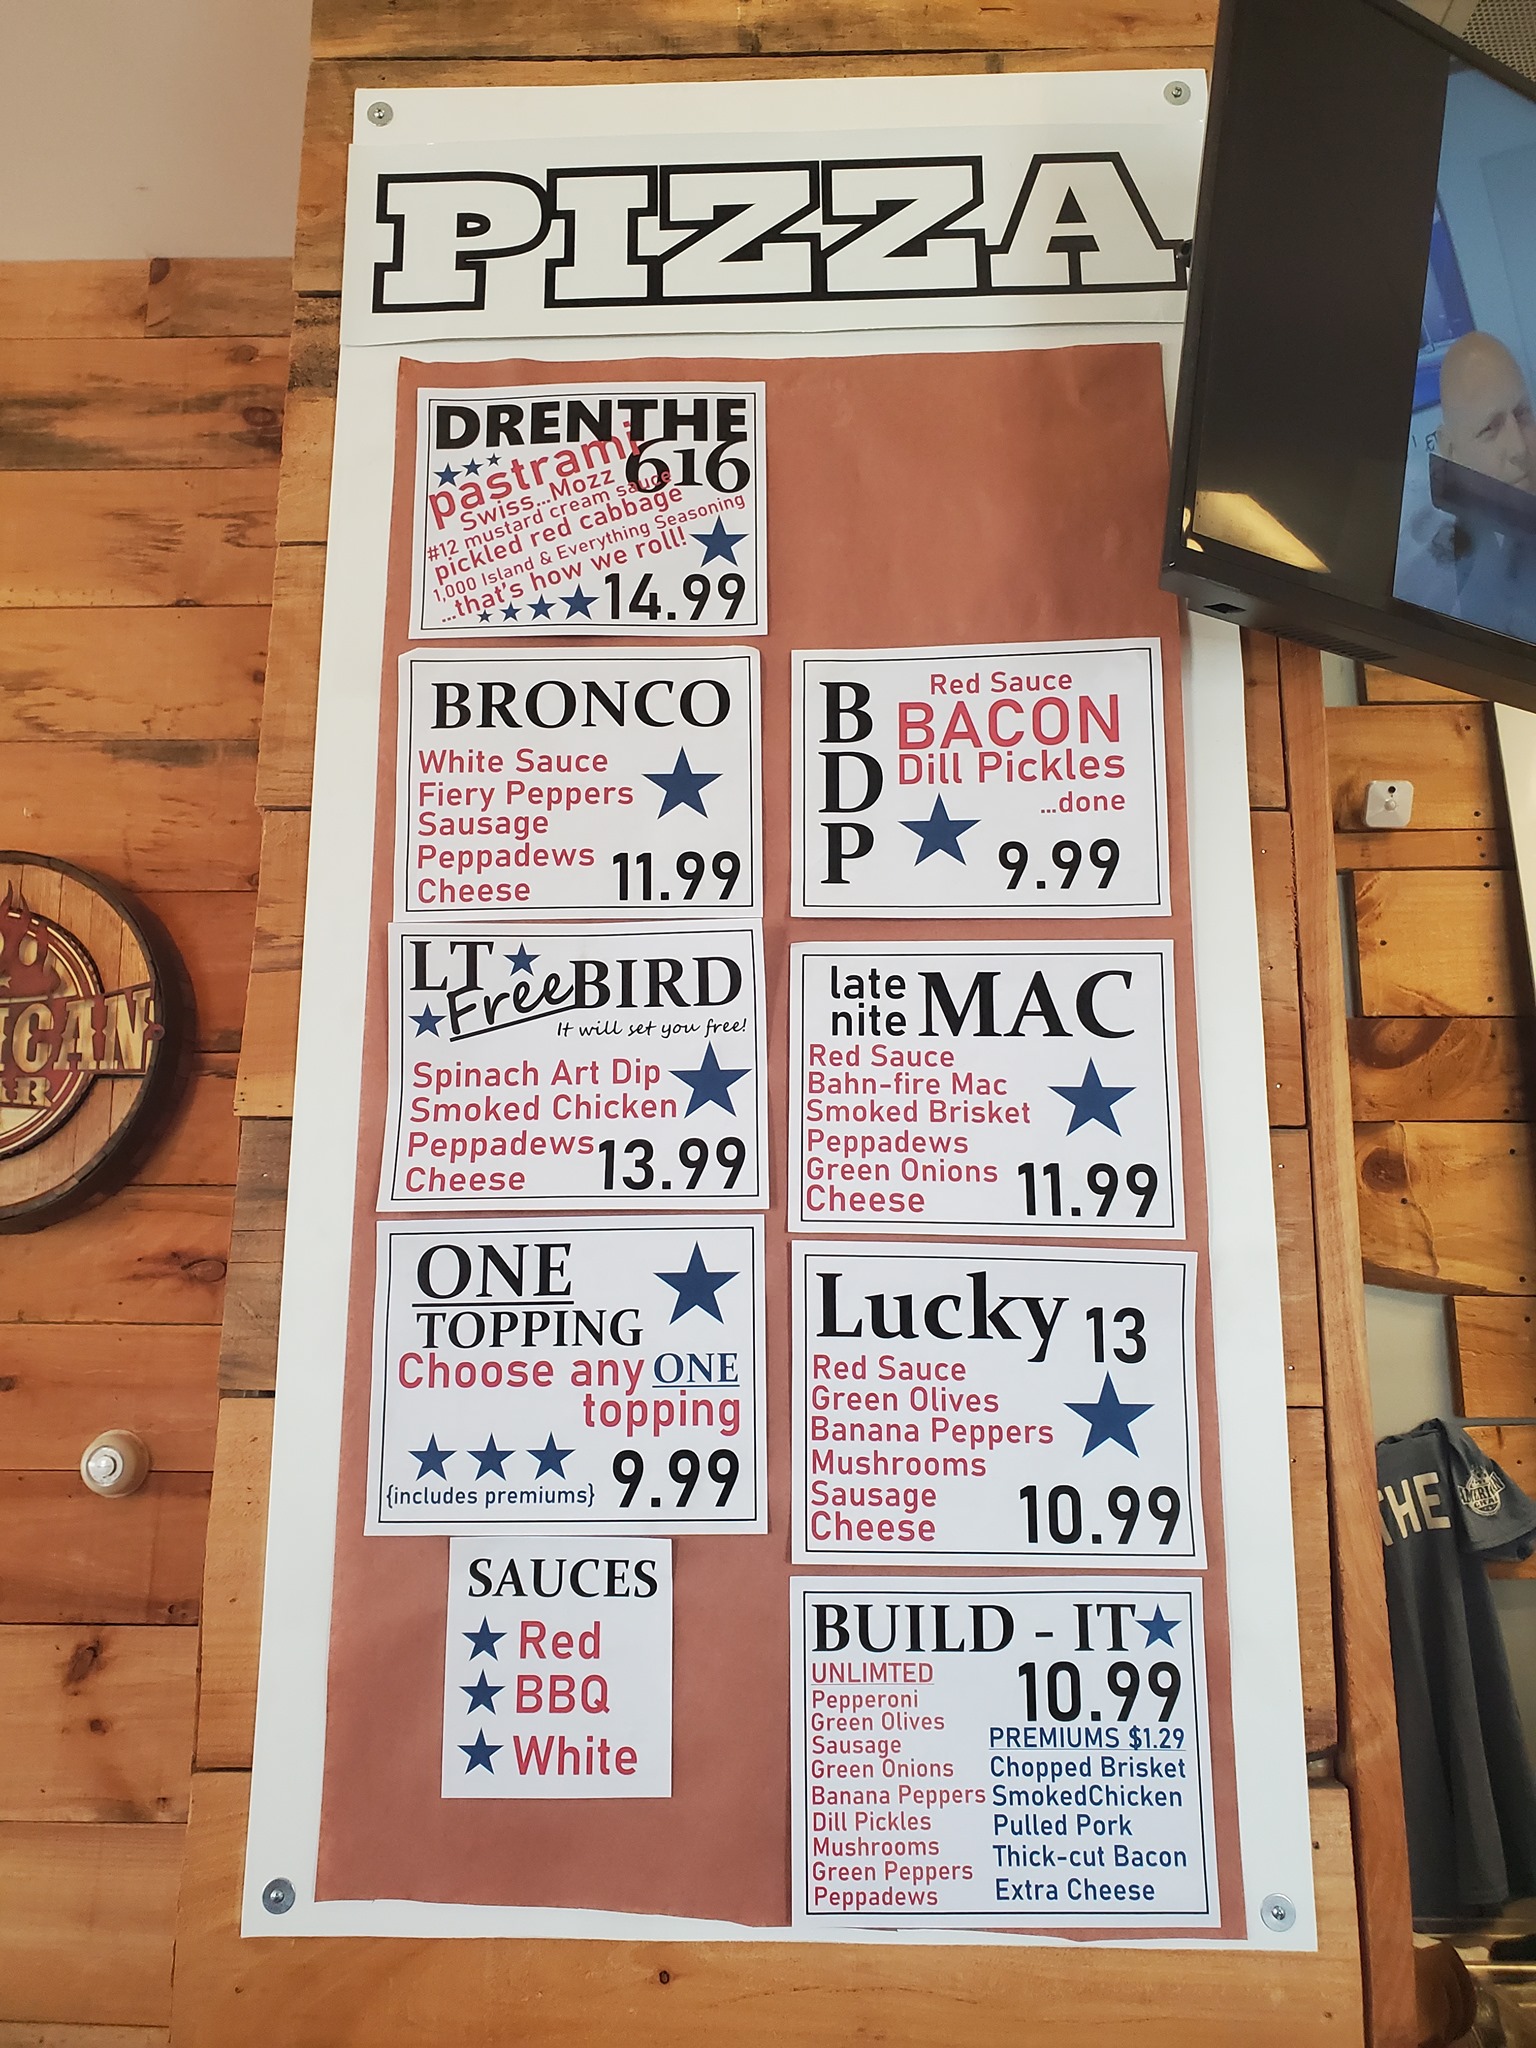 PIZZA
DRENTHE
616
pastrami
Swiss...Mozz
#12 mustard cream sauce
pickled red cabbage
1,000 Island & Everything Seasoning
...that's how we roll!
14.99
BRONCO
White Sauce
Fiery Peppers
Sausage
Peppadews
Cheese
11.99
BDP
Red Sauce
BACON
Dill Pickles
...done
9.99
LT
FreeBIRD
It will set you free!
Spinach Art Dip
Smoked Chicken
Peppadews
Cheese
13.99
late nite MAC
Red Sauce
Bahn-fire Mac
Smoked Brisket
Peppadews
Green Onions
Cheese
11.99
ONE
TOPPING
Choose any ONE
topping
{includes premiums}
9.99
Lucky 13
Red Sauce
Green Olives
Banana Peppers
Mushrooms
Sausage
Cheese
10.99
SAUCES
Red
BBQ
White
BUILD - IT
10.99
UNLIMTED
Pepperoni
Green Olives
Sausage
Green Onions
Banana Peppers
Dill Pickles
Mushrooms
Green Peppers
Peppadews
PREMIUMS $1.29
Chopped Brisket
SmokedChicken
Pulled Pork
Thick-cut Bacon
Extra Cheese
ICAN
THE